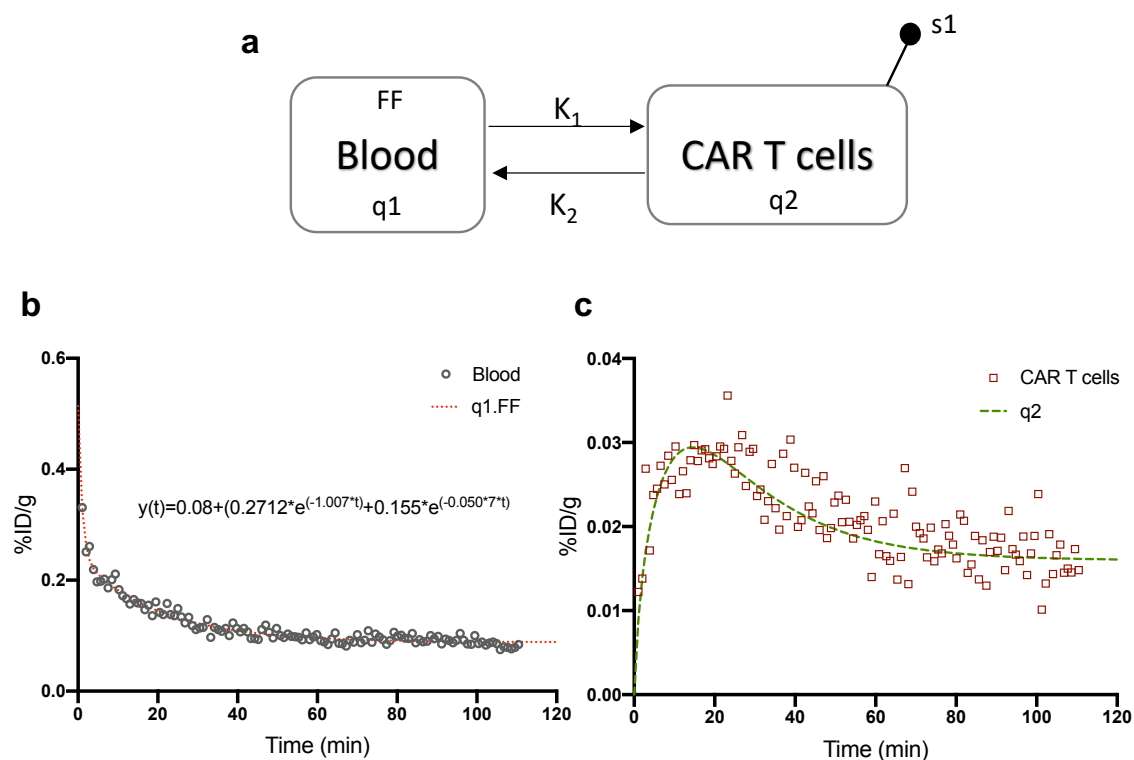 a
s1
FF
Blood
q1
K1
K2
CAR T cells
q2
b
%ID/g
0.6
0.4
0.2
0.0
Blood
q1.FF
y(t)=0.08+(0.2712*e(-1.007*t)+0.155*e(-0.050*7*t)
0
20
40
60
80
100
120
Time (min)
c
%ID/g
0.04
0.03
0.02
0.01
0.00
CAR T cells
q2
0
20
40
60
80
100
120
Time (min)